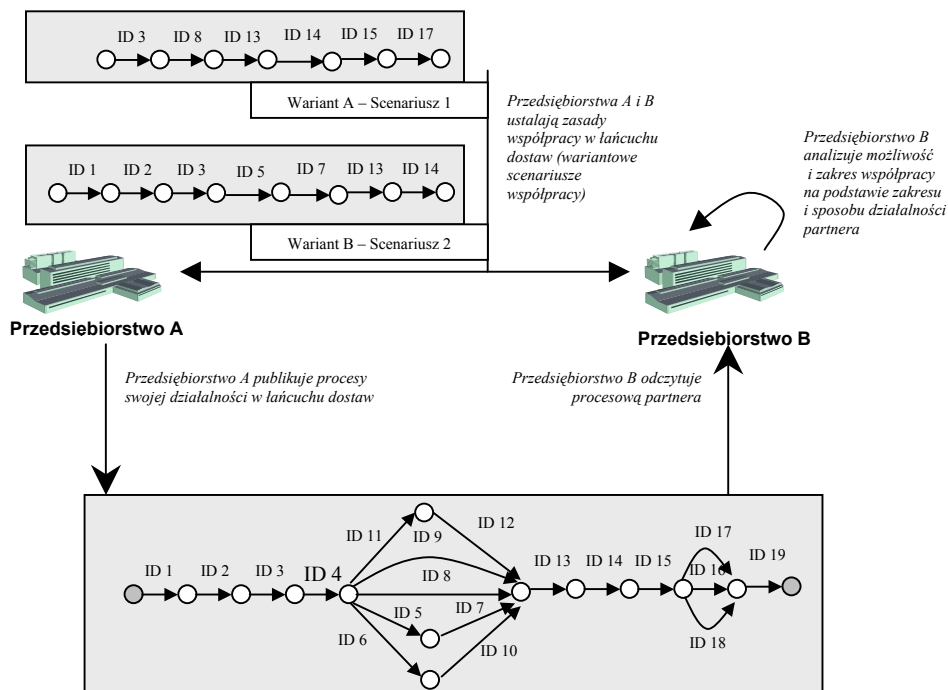 ID 3 ID 8 ID 13 ID 14 ID 15 ID 17
Wariant A – Scenariusz 1
ID 1 ID 2 ID 3 ID 5 ID 7 ID 13 ID 14
Wariant B – Scenariusz 2
Przedsiębiorstwa A i B
ustalają zasady
współpracy w łańcuchu
dostaw (wariantowe
scenariusze
współpracy)
Przedsiębiorstwo B
analizuje możliwość
i zakres współpracy
na podstawie zakresu
i sposobu działalności
partnera
Przedsiębiorstwo A
Przedsiębiorstwo B
Przedsiębiorstwo A publikuje procesy
swojej działalności w łańcuchu dostaw
Przedsiębiorstwo B odczytuje
procesową partnera
ID 1 ID 2 ID 3 ID 4
ID 11 ID 9 ID 12
ID 8
ID 5 ID 7
ID 6 ID 10
ID 13 ID 14 ID 15
ID 17
ID 16
ID 18
ID 19